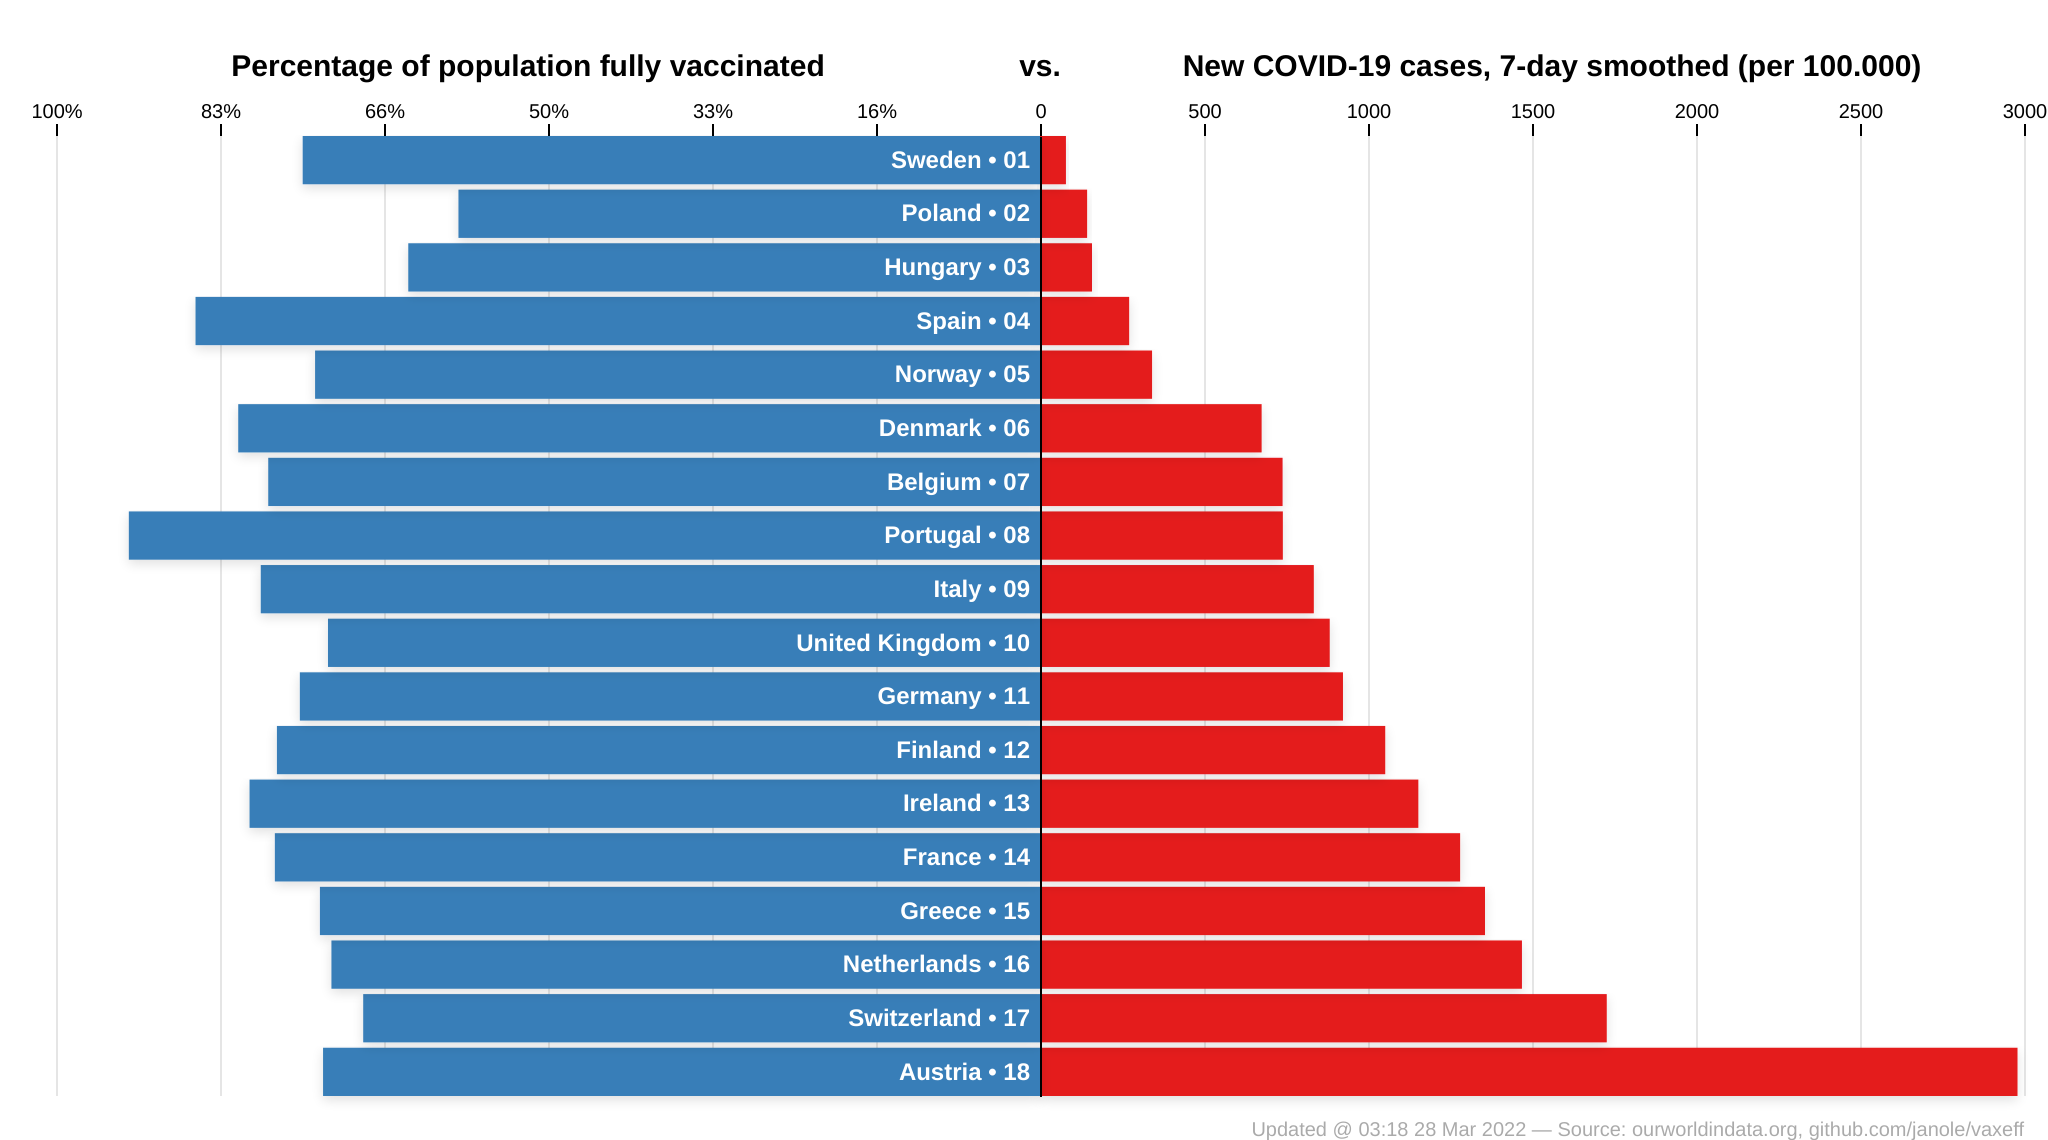 Percentage of population fully vaccinated vs. New COVID-19 cases, 7-day smoothed (per 100.000)
100% 83% 66% 50% 33% 16% 0 500 1000 1500 2000 2500 3000
Sweden • 01
Poland • 02
Hungary • 03
Spain • 04
Norway • 05
Denmark • 06
Belgium • 07
Portugal • 08
Italy • 09
United Kingdom • 10
Germany • 11
Finland • 12
Ireland • 13
France • 14
Greece • 15
Netherlands • 16
Switzerland • 17
Austria • 18
Updated @ 03:18 28 Mar 2022 — Source: ourworldindata.org, github.com/janole/vaxeff